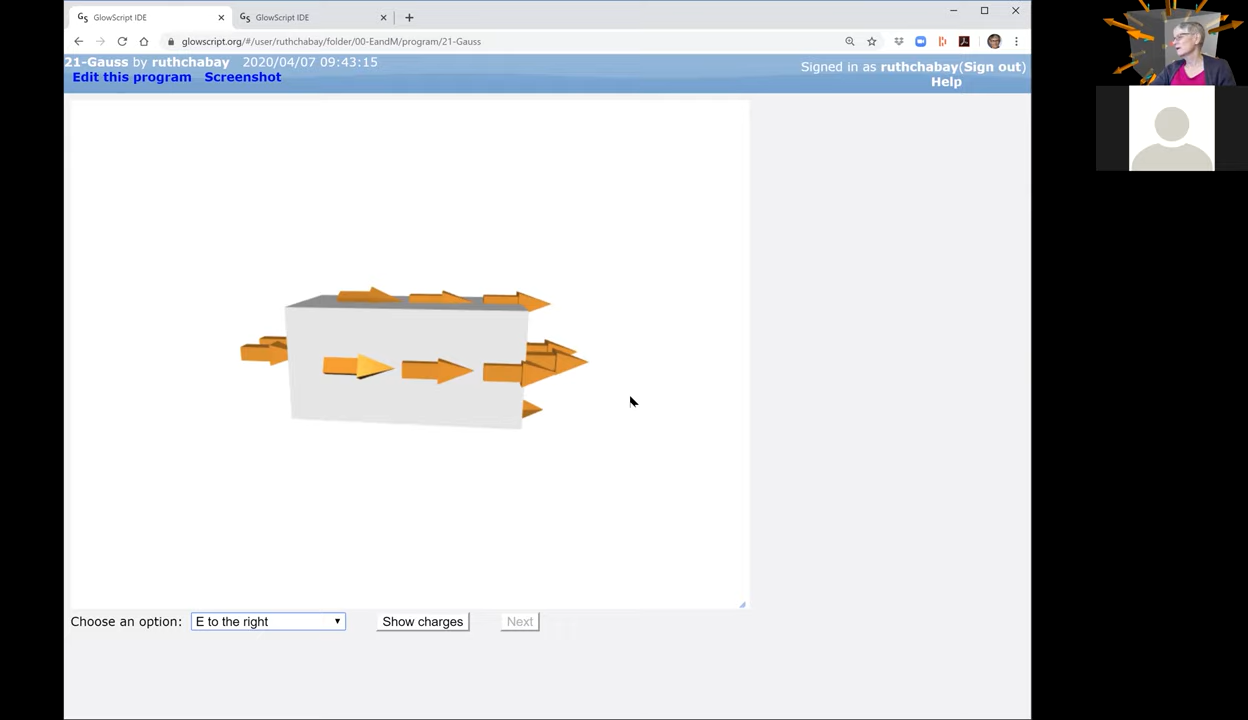 GlowScript IDE
GlowScript IDE
glowscript.org/#/user/ruthchabay/folder/00-EandM/program/21-Gauss
21-Gauss by ruthchabay 2020/04/07 09:43:15
Signed in as ruthchabay(Sign out)
Edit this program Screenshot
Help
Choose an option: E to the right Show charges Next